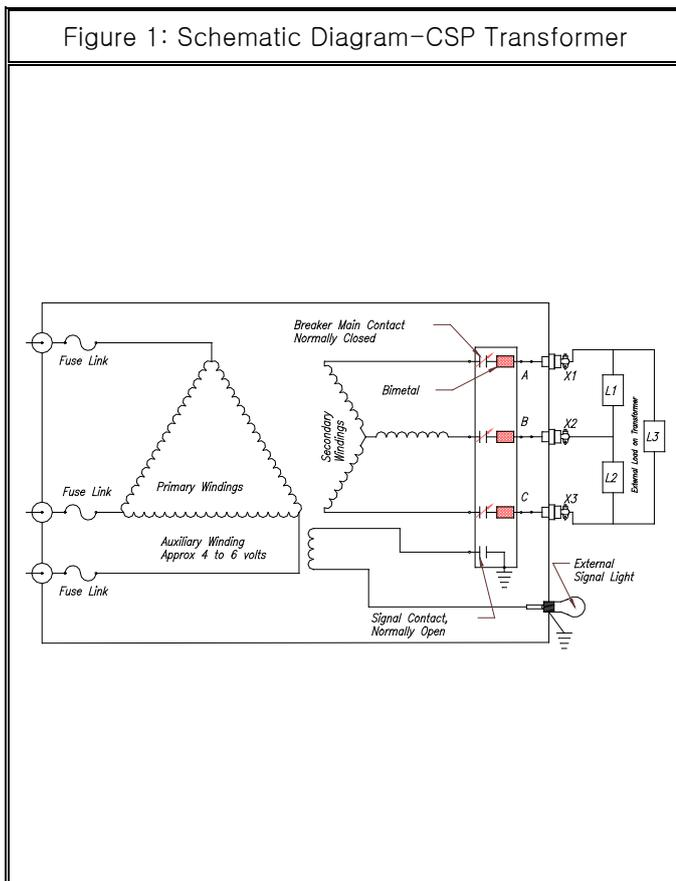 Figure 1: Schematic Diagram-CSP Transformer
Breaker Main Contact
Normally Closed
Fuse Link
Bimetal
A
X1
L1
Secondary
Windings
B
X2
External Load on Transformer
L3
L2
Fuse Link
Primary Windings
C
X3
Auxiliary Winding
Approx 4 to 6 volts
Fuse Link
External
Signal Light
Signal Contact,
Normally Open